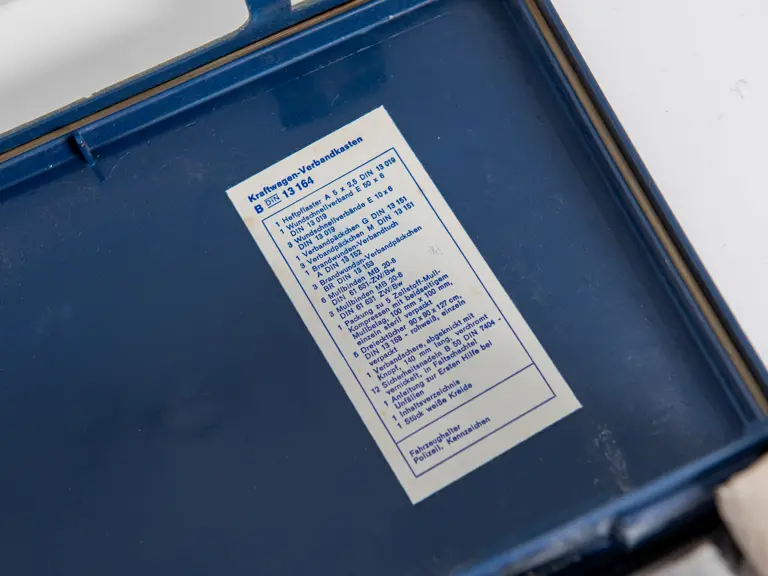 Kraftwagen-Verbandkasten
B DIN 13 164
1 Heftpflaster A 5 x 2,5 DIN 13 019
1 Wundschnellverband E 50 x 6
DIN 13 019
3 Wundschnellverbände E 10 x 6
DIN 13 019
1 Verbandpäckchen G DIN 13 151
3 Verbandpäckchen M DIN 13 151
1 Brandwunden-Verbandtuch
A DIN 13 152
3 Brandwunden-Verbandpäckchen
BR DIN 13 153
6 Mullbinden MB 20-8
DIN 61 631-ZW/Bw
3 Mullbinden MB 20-6
DIN 61 631 ZW/Bw
1 Packung zu 5 Zellstoff-Mull-
Kompressen mit beidseitigem
Mullbelag, 100 mm x 100 mm,
einzeln steril verpackt
6 Dreiecktücher 90 x 90 x 127 cm,
DIN 13 168 - rohweiß, einzeln
verpackt
1 Verbandschere, abgeknickt mit
Knopf, 140 mm lang, verchromt
12 Sicherheitsnadeln B 50 DIN 7404 -
vernickelt, in Faltschachtel
1 Anleitung zur Ersten Hilfe bei
Unfällen
1 Inhaltsverzeichnis
1 Stück weiße Kreide
Fahrzeughalter
Polizeil. Kennzeichen